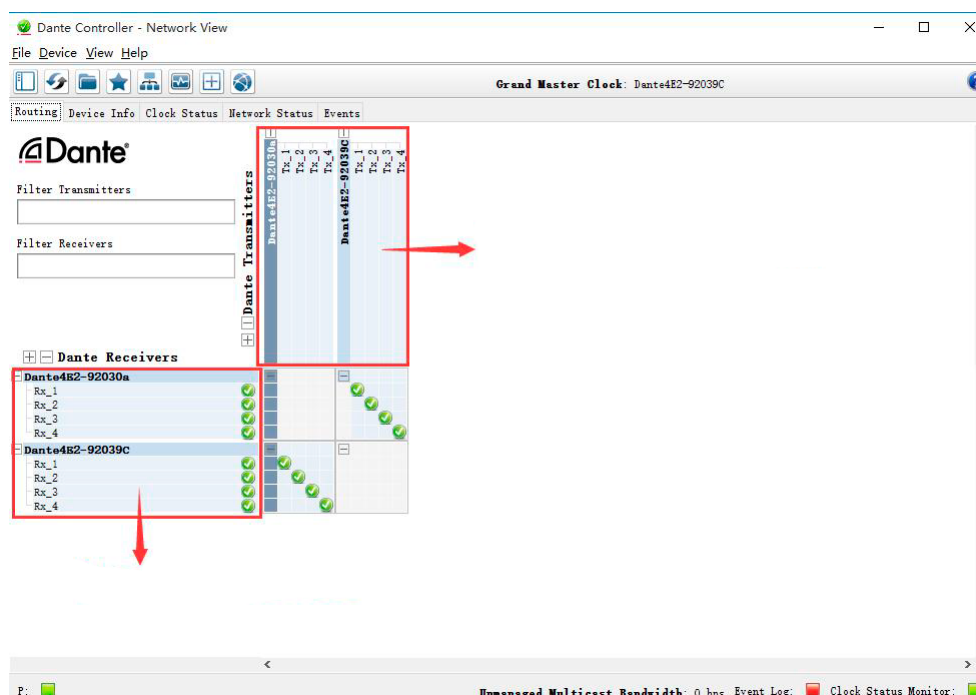 Dante Controller - Network View
File Device View Help
Grand Master Clock: Dante4E2-92039C
Routing Device Info Clock Status Network Status Events
Dante
Filter Transmitters
Filter Receivers
Dante Transmitters
Dante4E2-92030a
Tx_1
Tx_2
Tx_3
Tx_4
Dante4E2-92039C
Tx_1
Tx_2
Tx_3
Tx_4
Dante Receivers
Dante4E2-92030a
Rx_1
Rx_2
Rx_3
Rx_4
Dante4E2-92039C
Rx_1
Rx_2
Rx_3
Rx_4
P: Unmanaged Multicast Bandwidth: 0 bps Event Log: Clock Status Monitor: